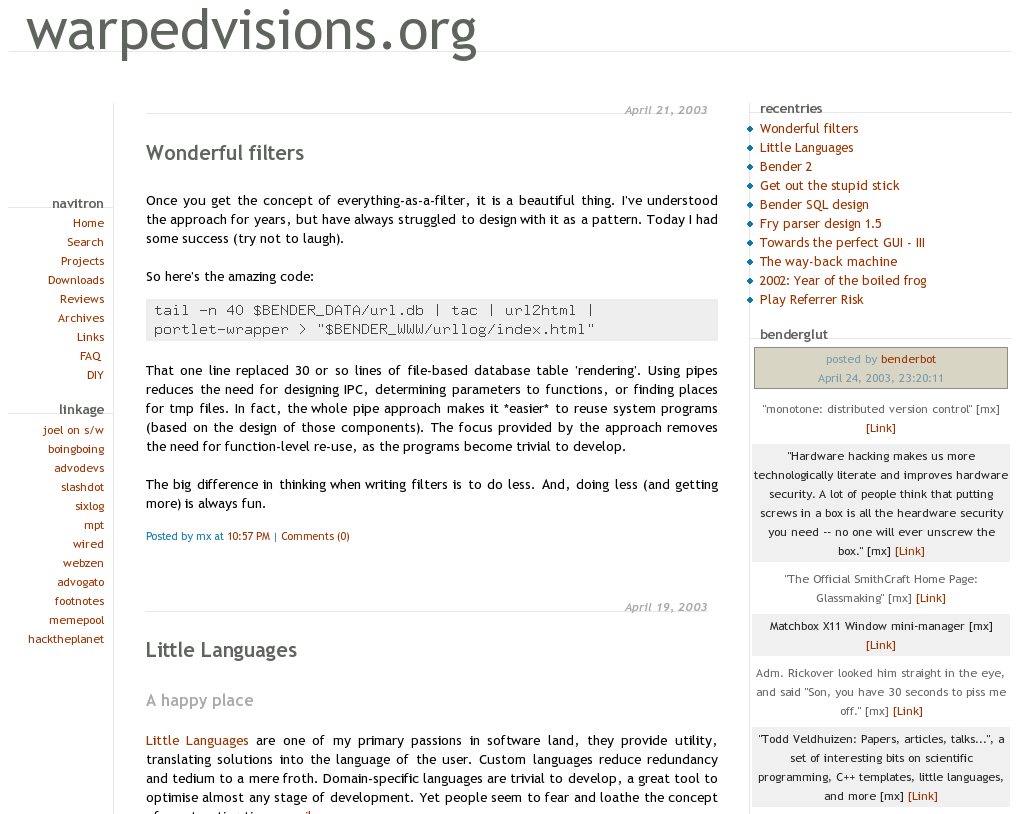 warpedvisions.org
navitron
Home
Search
Projects
Downloads
Reviews
Archives
Links
FAQ
DIY
linkage
joel on s/w
boingboing
advodevs
slashdot
sixlog
mpt
wired
webzen
advogato
footnotes
memepool
hacktheplanet
April 21, 2003
Wonderful filters
Once you get the concept of everything-as-a-filter, it is a beautiful thing. I've understood
the approach for years, but have always struggled to design with it as a pattern. Today I had
some success (try not to laugh).
So here's the amazing code:
tail -n 40 $BENDER_DATA/url.db | tac | url2html |
portlet-wrapper > "$BENDER_WWW/urllog/index.html"
That one line replaced 30 or so lines of file-based database table 'rendering'. Using pipes
reduces the need for designing IPC, determining parameters to functions, or finding places
for tmp files. In fact, the whole pipe approach makes it *easier* to reuse system programs
(based on the design of those components). The focus provided by the approach removes
the need for function-level re-use, as the programs become trivial to develop.
The big difference in thinking when writing filters is to do less. And, doing less (and getting
more) is always fun.
Posted by mx at 10:57 PM | Comments (0)
April 19, 2003
Little Languages
A happy place
Little Languages are one of my primary passions in software land, they provide utility,
translating solutions into the language of the user. Custom languages reduce redundancy
and tedium to a mere froth. Domain-specific languages are trivial to develop, a great tool to
optimise almost any stage of development. Yet people seem to fear and loathe the concept
recentries
Wonderful filters
Little Languages
Bender 2
Get out the stupid stick
Bender SQL design
Fry parser design 1.5
Towards the perfect GUI - III
The way-back machine
2002: Year of the boiled frog
Play Referrer Risk
benderglut
posted by benderbot
April 24, 2003, 23:20:11
"monotone: distributed version control" [mx]
[Link]
"Hardware hacking makes us more
technologically literate and improves hardware
security. A lot of people think that putting
screws in a box is all the heardware security
you need -- no one will ever unscrew the
box." [mx] [Link]
"The Official SmithCraft Home Page:
Glassmaking" [mx] [Link]
Matchbox X11 Window mini-manager [mx]
[Link]
Adm. Rickover looked him straight in the eye,
and said "Son, you have 30 seconds to piss me
off." [mx] [Link]
"Todd Veldhuizen: Papers, articles, talks...", a
set of interesting bits on scientific
programming, C++ templates, little languages,
and more [mx] [Link]